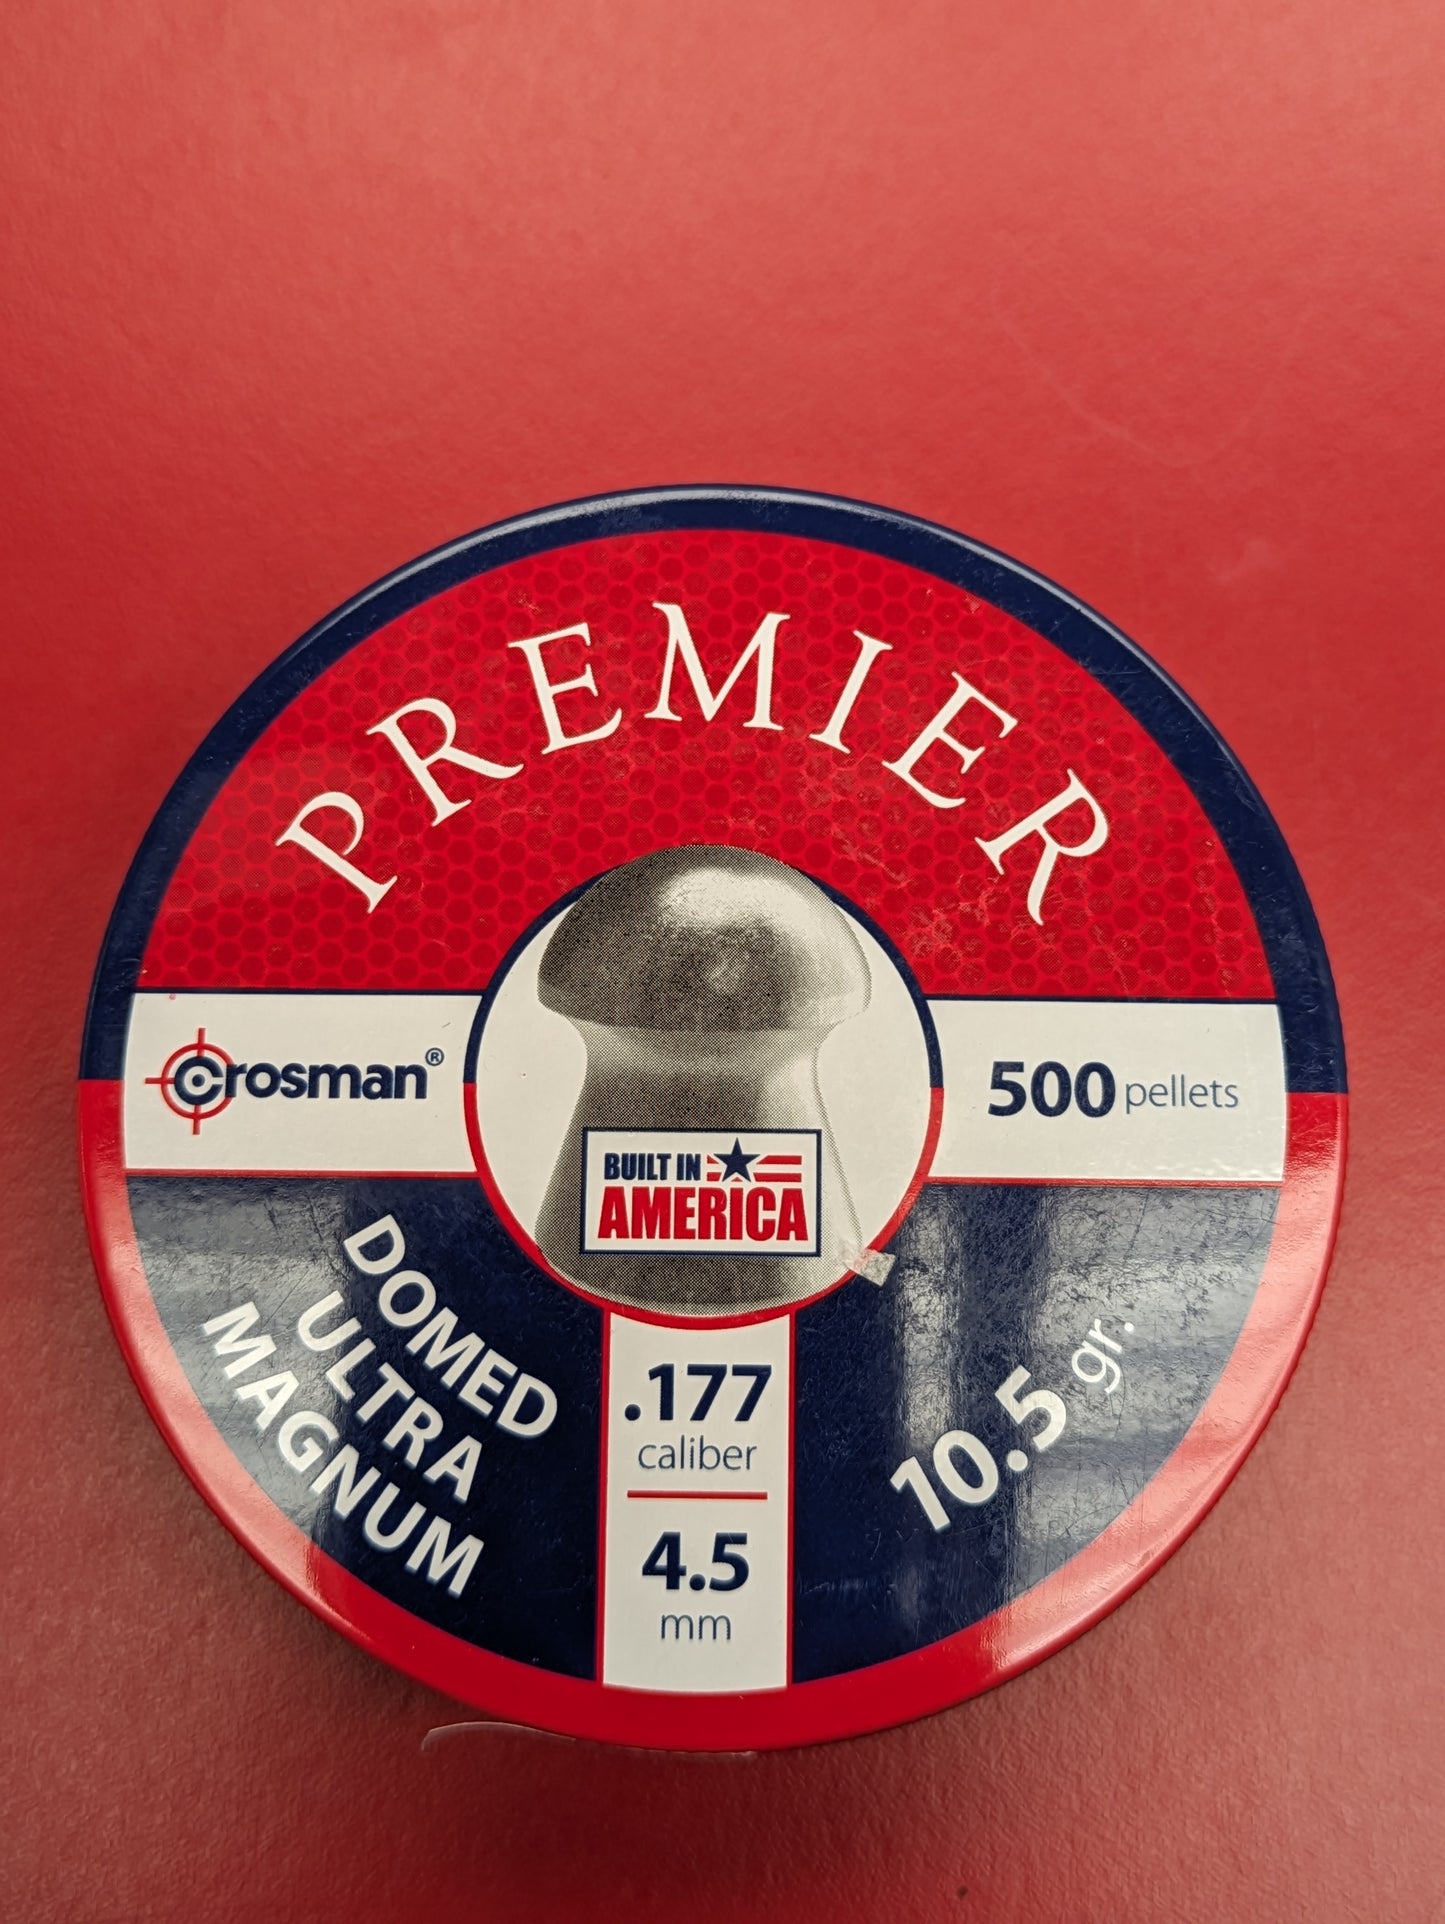 PREMIER
Crosman®
500 pellets
BUILT IN
AMERICA
DOMED
ULTRA
MAGNUM
.177
caliber
4.5
mm
10.5 gr.